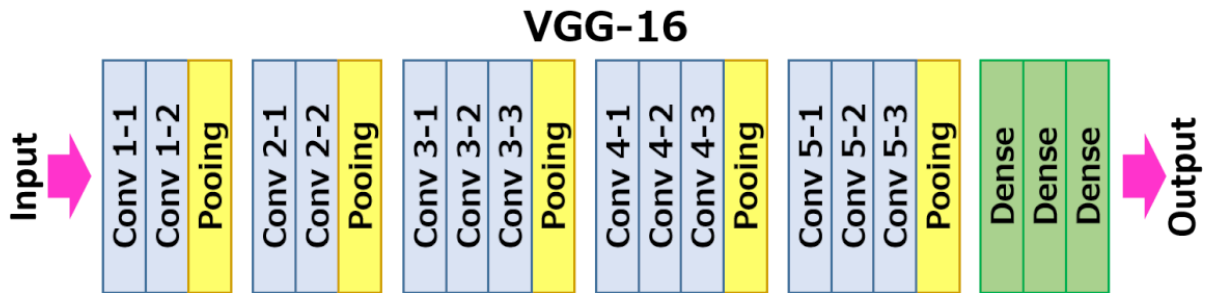 VGG-16
Input
Conv 1-1
Conv 1-2
Pooing
Conv 2-1
Conv 2-2
Pooing
Conv 3-1
Conv 3-2
Conv 3-3
Pooing
Conv 4-1
Conv 4-2
Conv 4-3
Pooing
Conv 5-1
Conv 5-2
Conv 5-3
Pooing
Dense
Dense
Dense
Output